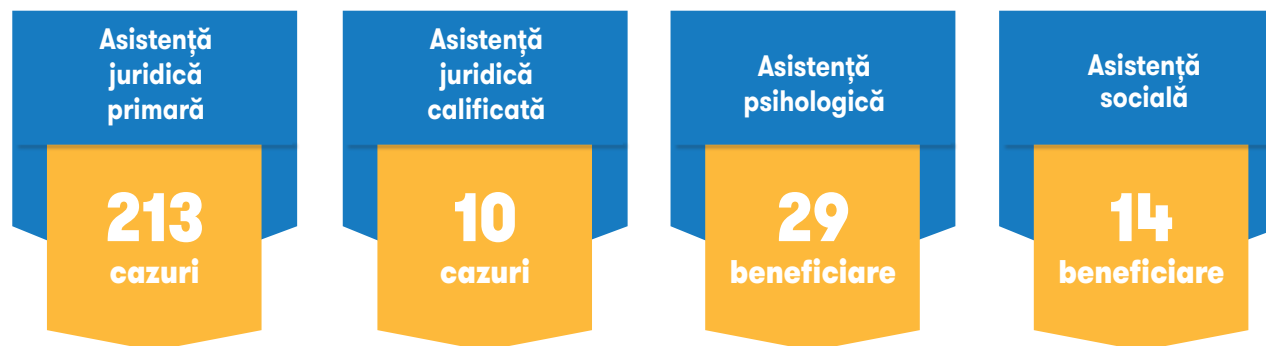 Asistență
juridică
primară
213
cazuri
Asistență
juridică
calificată
10
cazuri
Asistență
psihologică
29
beneficiare
Asistență
socială
14
beneficiare